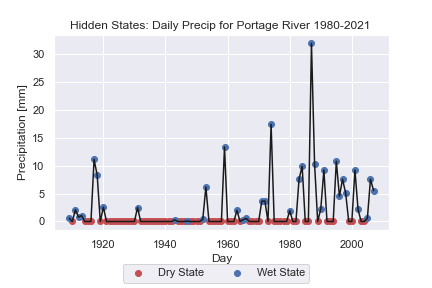 Hidden States: Daily Precip for Portage River 1980-2021
Precipitation [mm]
30
25
20
15
10
5
0
1920 1940 1960 1980 2000
Day
Dry State Wet State